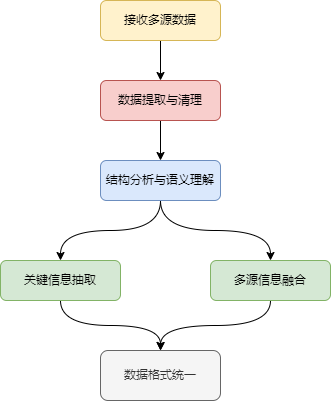 接收多源数据
数据提取与清理
结构分析与语义理解
关键信息抽取
多源信息融合
数据格式统一